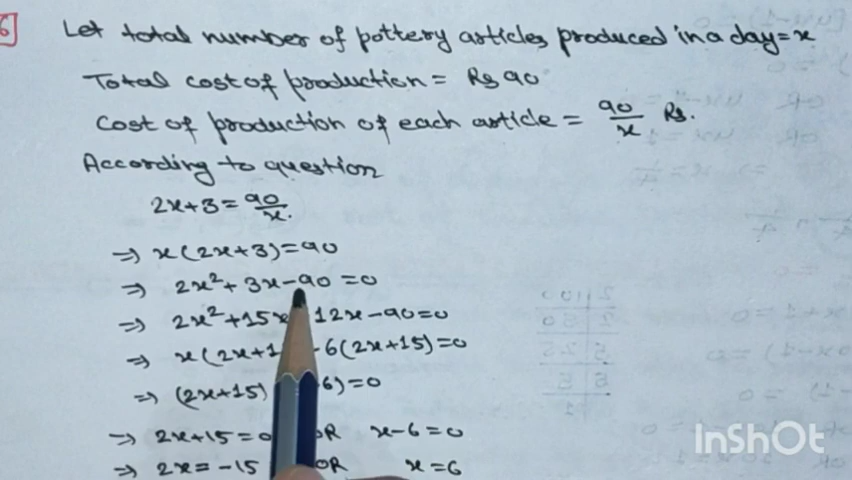 6
Let total number of pottery articles produced in a day = x
Total cost of production = Rs 90
Cost of production of each article = 90/x Rs.
According to question
2x+3 = 90/x.
⇒ x(2x+3) = 90
⇒ 2x²+3x-90 = 0
⇒ 2x²+15x 12x-90=0
⇒ x(2x+1 -6(2x+15)=0
⇒ (2x+15) 6)=0
⇒ 2x+15=0 OR x-6=0
⇒ 2x=-15 OR x=6
InShOt